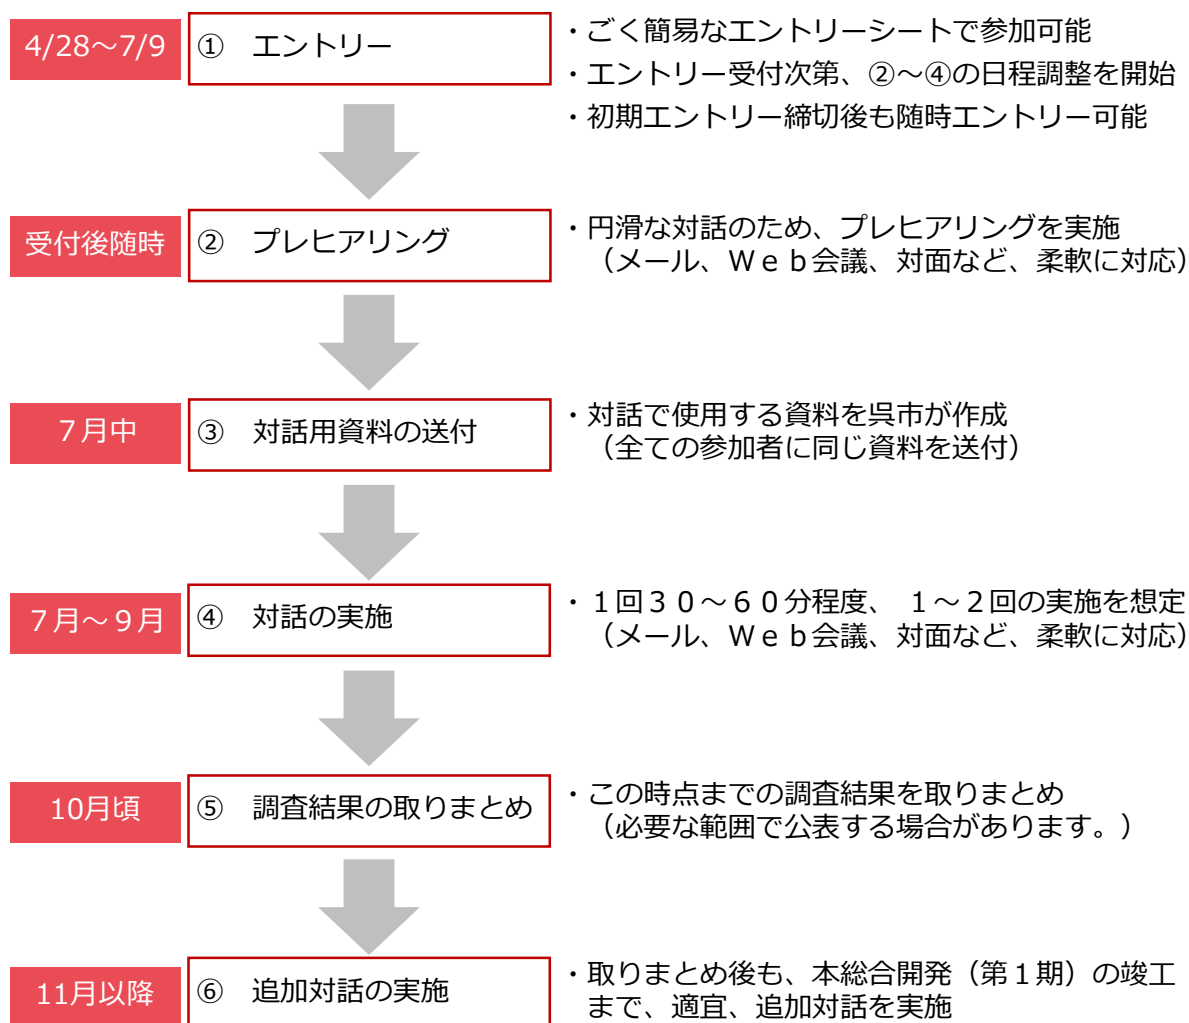 4/28～7/9
① エントリー
・ごく簡易なエントリーシートで参加可能
・エントリー受付次第、②～④の日程調整を開始
・初期エントリー締切後も随時エントリー可能
受付後随時
② プレヒアリング
・円滑な対話のため、プレヒアリングを実施
（メール、Ｗｅｂ会議、対面など、柔軟に対応）
７月中
③ 対話用資料の送付
・対話で使用する資料を呉市が作成
（全ての参加者に同じ資料を送付）
７月～９月
④ 対話の実施
・１回３０～６０分程度、 １～２回の実施を想定
（メール、Ｗｅｂ会議、対面など、柔軟に対応）
10月頃
⑤ 調査結果の取りまとめ
・この時点までの調査結果を取りまとめ
（必要な範囲で公表する場合があります。）
11月以降
⑥ 追加対話の実施
・取りまとめ後も、本総合開発（第１期）の竣工
まで、適宜、追加対話を実施